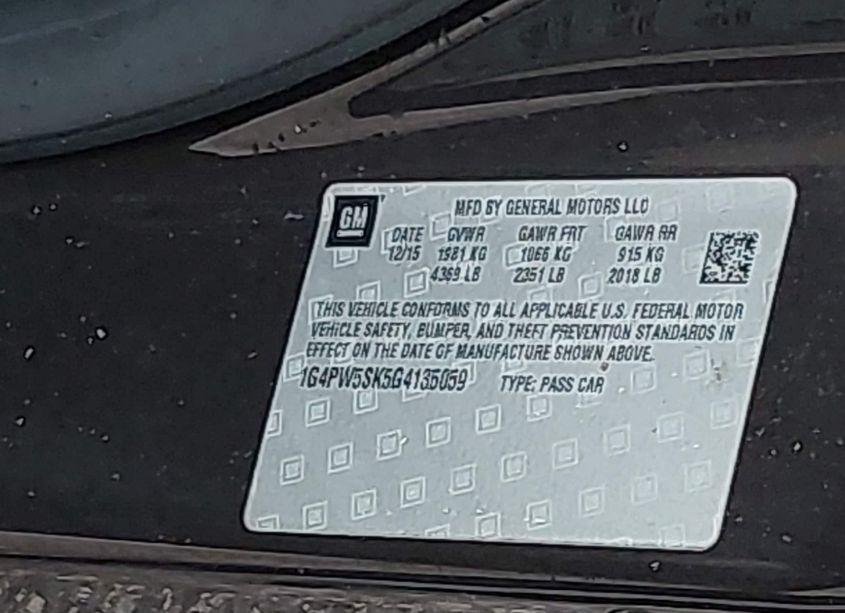 GM
MFD BY GENERAL MOTORS LLC
DATE GVWR GAWR FRT GAWR RR
12/15 1981 KG 1066 KG 915 KG
4369 LB 2351 LB 2018 LB
THIS VEHICLE CONFORMS TO ALL APPLICABLE U.S. FEDERAL MOTOR
VEHICLE SAFETY, BUMPER, AND THEFT PREVENTION STANDARDS IN
EFFECT ON THE DATE OF MANUFACTURE SHOWN ABOVE.
1G4PW5SK5G4135059 TYPE: PASS CAR